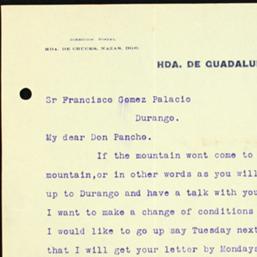 DIRECCION POSTAL
HDA. DE CRUCES, NAZAS, DGO.
HDA. DE GUADALU
Sr Francisco Gomez Palacio
Durango.
My dear Don Pancho.
If the mountain wont come to
mountain,or in other words as you will
up to Durango and have a talk with you
I want to make a change of conditions
I would like to go up say Tuesday next
that I will get your letter by Mondays